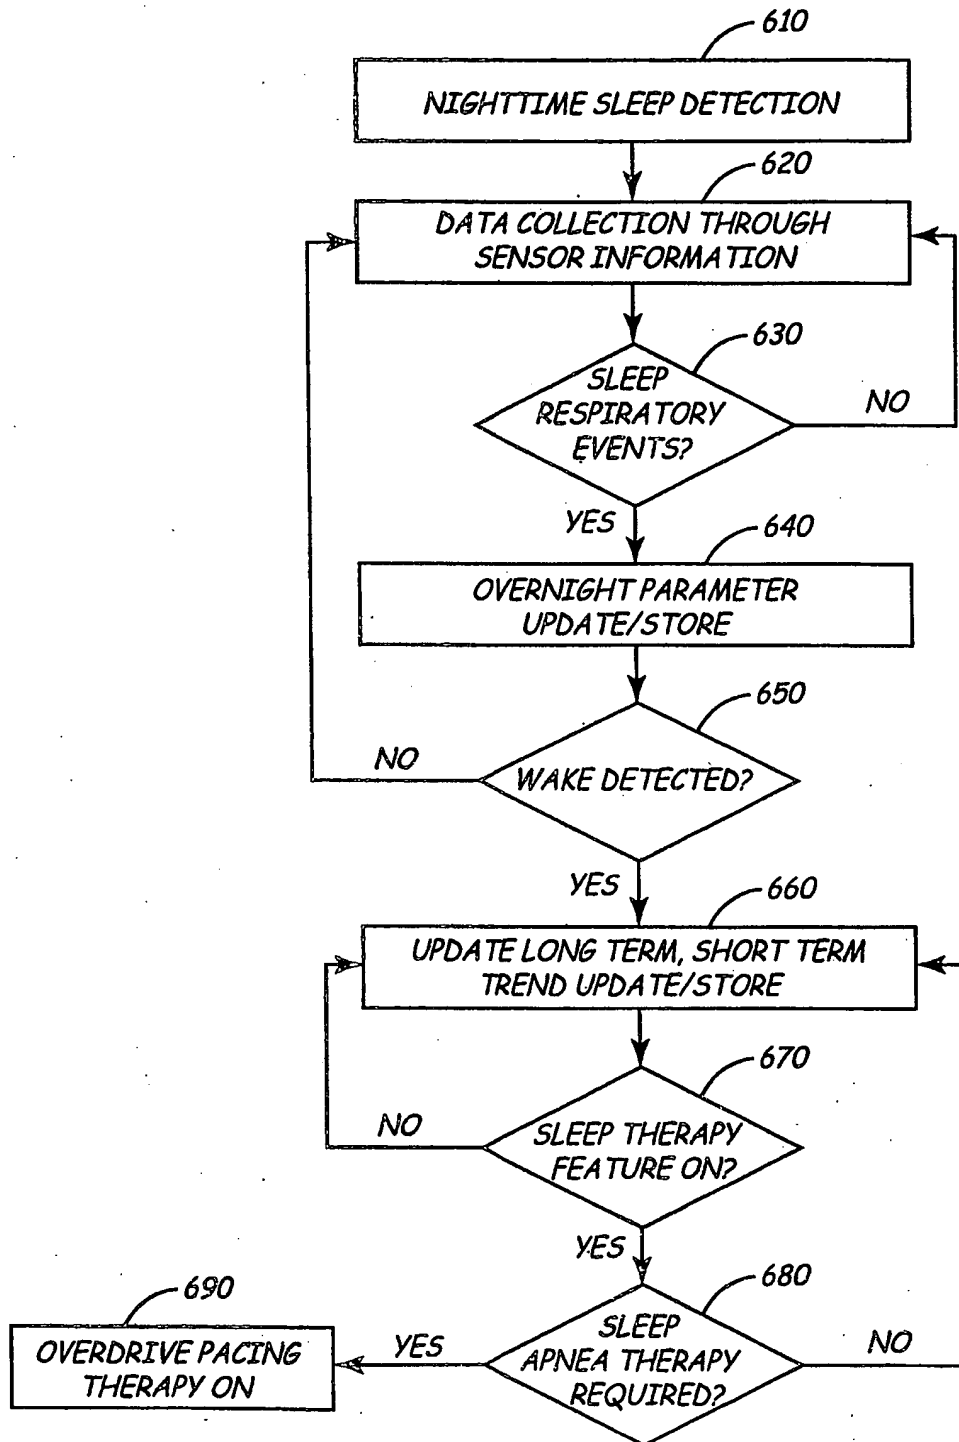 610
NIGHTTIME SLEEP DETECTION
620
DATA COLLECTION THROUGH
SENSOR INFORMATION
630
SLEEP
RESPIRATORY
EVENTS?
NO
YES
640
OVERNIGHT PARAMETER
UPDATE/STORE
650
NO
WAKE DETECTED?
YES
660
UPDATE LONG TERM, SHORT TERM
TREND UPDATE/STORE
670
NO
SLEEP THERAPY
FEATURE ON?
YES
680
690
SLEEP
APNEA THERAPY
REQUIRED?
YES
NO
OVERDRIVE PACING
THERAPY ON